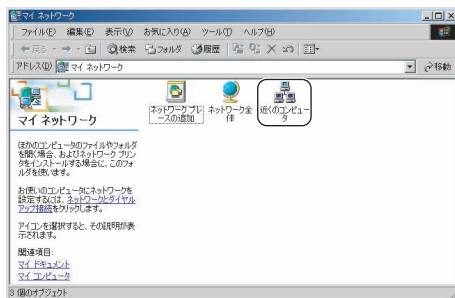 マイ ネットワーク
ファイル(F) 編集(E) 表示(V) お気に入り(A) ツール(T) ヘルプ(H)
戻る 検索 フォルダ 履歴
アドレス(D) マイ ネットワーク 移動
マイ ネットワーク
ほかのコンピュータのファイルやフォルダ
を開く場合、およびネットワーク プリン
タをインストールする場合に、このフォ
ルダを使います。
お使いのコンピュータにネットワークを
設定するには、ネットワークとダイヤル
アップ接続をクリックします。
アイコンを選択すると、その説明が表
示されます。
関連項目:
マイ ドキュメント
マイ コンピュータ
ネットワーク プレ
ースの追加
ネットワーク全
体
近くのコンピュー
タ
3 個のオブジェクト